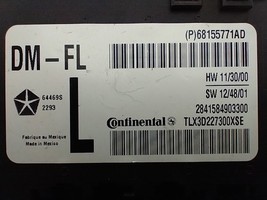 (P)68155771AD
DM-FL
HW 11/30/00
SW 12/48/01
64469S
2293
2841584903300
L
Continental
TLX3D227300XSE
Fabrique au Mexique
Made in Mexico